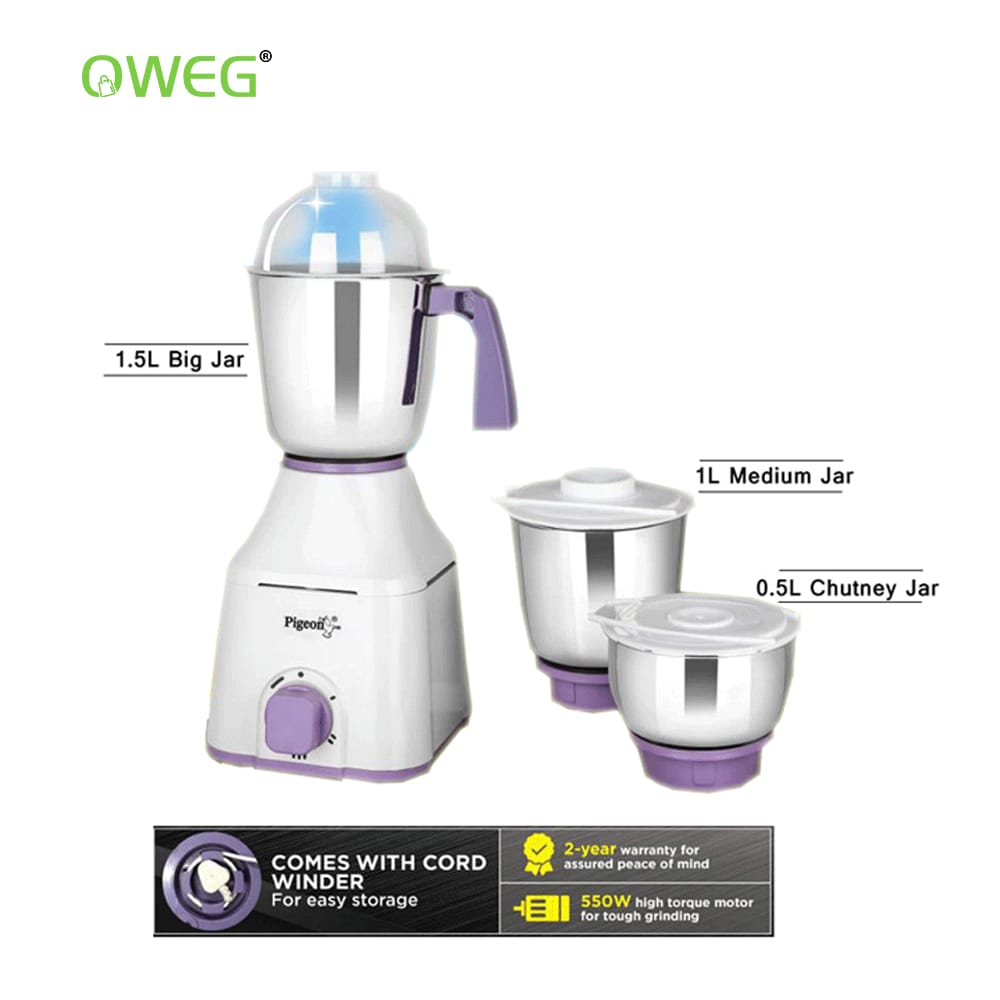 OWEG®
1.5L Big Jar
1L Medium Jar
0.5L Chutney Jar
Pigeon®
COMES WITH CORD
WINDER
For easy storage
2-year warranty for
assured peace of mind
550W high torque motor
for tough grinding